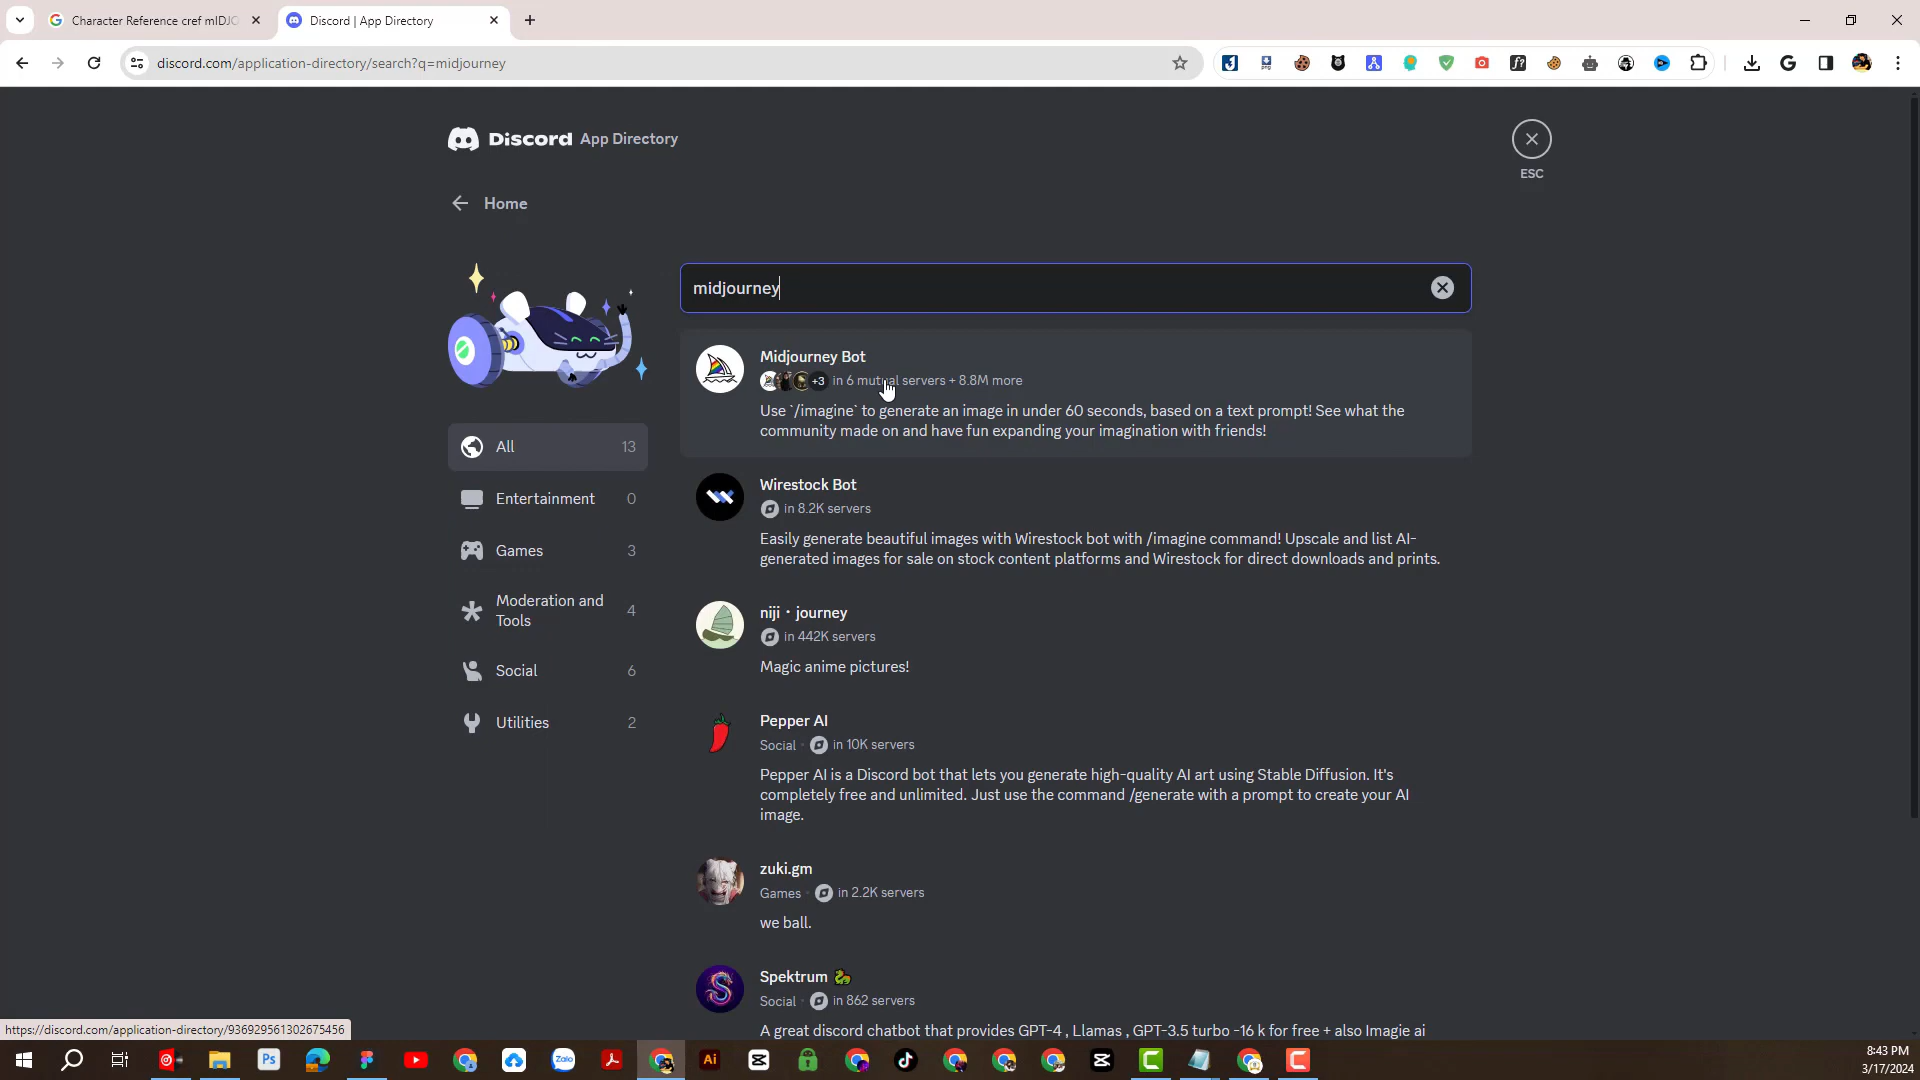 Character Reference cref mIDJO
Discord | App Directory
discord.com/application-directory/search?q=midjourney
Discord App Directory
ESC
Home
midjourney
Midjourney Bot
+3 in 6 mutual servers + 8.8M more
Use `/imagine` to generate an image in under 60 seconds, based on a text prompt! See what the
community made on and have fun expanding your imagination with friends!
All 13
Entertainment 0
Games 3
Moderation and
Tools 4
Social 6
Utilities 2
Wirestock Bot
in 8.2K servers
Easily generate beautiful images with Wirestock bot with /imagine command! Upscale and list AI-
generated images for sale on stock content platforms and Wirestock for direct downloads and prints.
niji・journey
in 442K servers
Magic anime pictures!
Pepper AI
Social · in 10K servers
Pepper AI is a Discord bot that lets you generate high-quality AI art using Stable Diffusion. It's
completely free and unlimited. Just use the command /generate with a prompt to create your AI
image.
zuki.gm
Games · in 2.2K servers
we ball.
Spektrum 🐉
Social · in 862 servers
A great discord chatbot that provides GPT-4 , Llamas , GPT-3.5 turbo -16 k for free + also Imagie ai
https://discord.com/application-directory/936929561302675456
Ps
Zalo
Ai
8:43 PM
3/17/2024